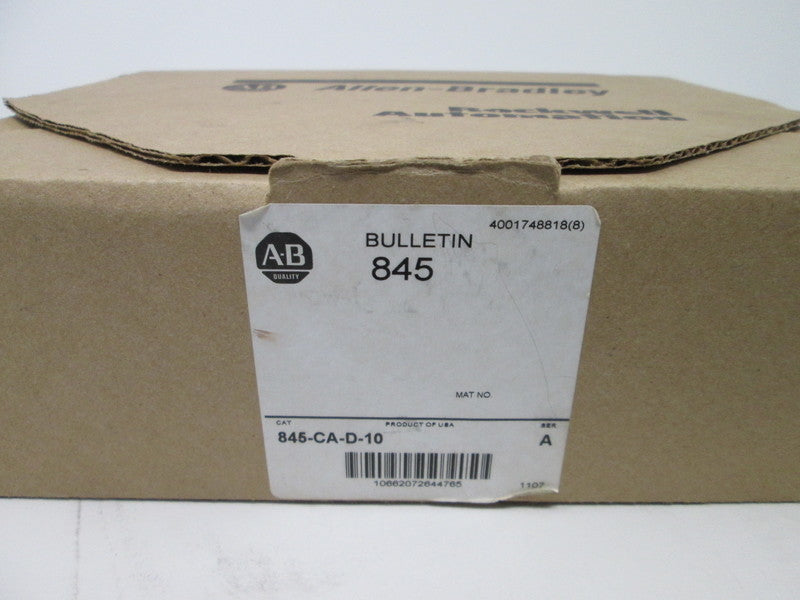 AB Allen-Bradley
Rockwell
Automation
4001748818(8)
A-B
QUALITY
BULLETIN
845
MAT NO.
CAT
PRODUCT OF USA
SER
845-CA-D-10
A
10662072644765
1107